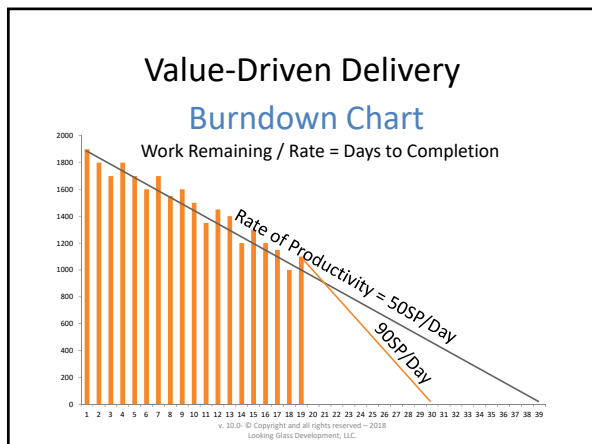 Value-Driven Delivery
Burndown Chart
Work Remaining / Rate = Days to Completion
2000
1800
1600
1400
1200
1000
800
600
400
200
0
Rate of Productivity = 50SP/Day
90SP/Day
1 2 3 4 5 6 7 8 9 10 11 12 13 14 15 16 17 18 19 20 21 22 23 24 25 26 27 28 29 30 31 32 33 34 35 36 37 38 39
v. 10.0- © Copyright and all rights reserved – 2018
Looking Glass Development, LLC.